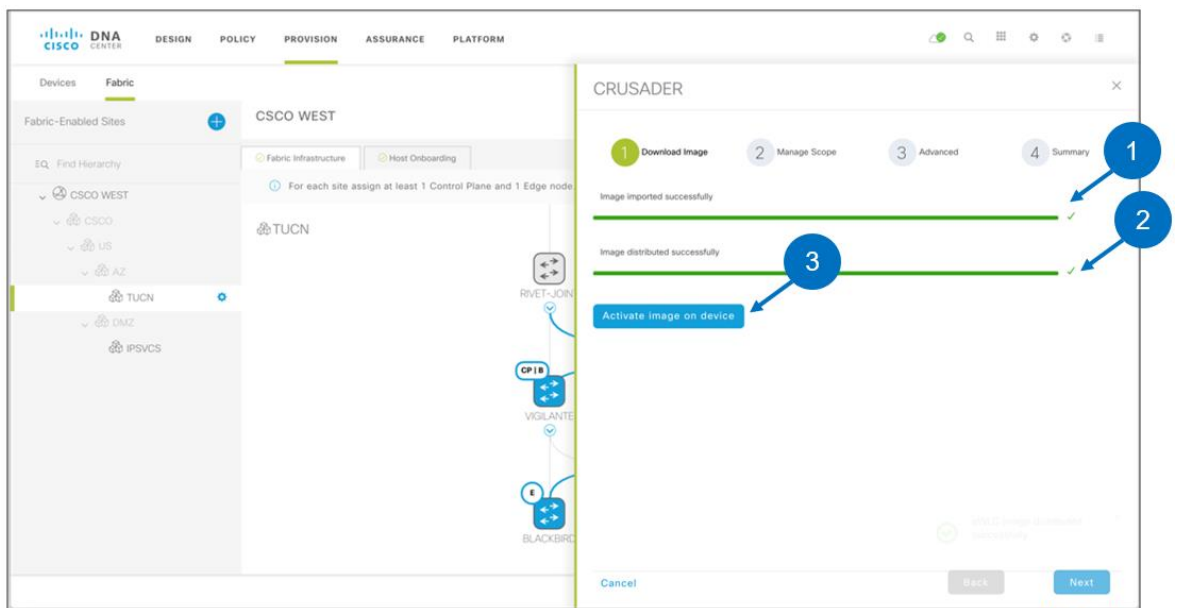 CISCO DNA CENTER
DESIGN POLICY PROVISION ASSURANCE PLATFORM
Devices Fabric
CRUSADER
Fabric-Enabled Sites
CSCO WEST
1 Download Image 2 Manage Scope 3 Advanced 4 Summary
1
EQ Find Hierarchy
Fabric Infrastructure Host Onboarding
For each site assign at least 1 Control Plane and 1 Edge node.
Image imported successfully
CSCO WEST
CSCO
TUCN
2
US
Image distributed successfully
3
AZ
TUCN
RIVET-JOIN
Activate image on device
DMZ
IPSVCS
CP | B
VIGILANTE
E
BLACKBIRD
Cancel Back Next